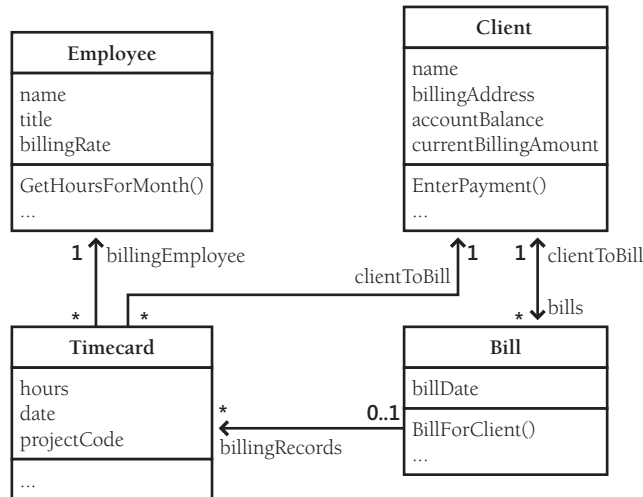 Employee
name
title
billingRate
GetHoursForMonth()
...
Client
name
billingAddress
accountBalance
currentBillingAmount
EnterPayment()
...
1 billingEmployee
1
clientToBill
1 clientToBill
* *
* bills
Timecard
hours
date
projectCode
...
* 0..1
billingRecords
Bill
billDate
BillForClient()
...